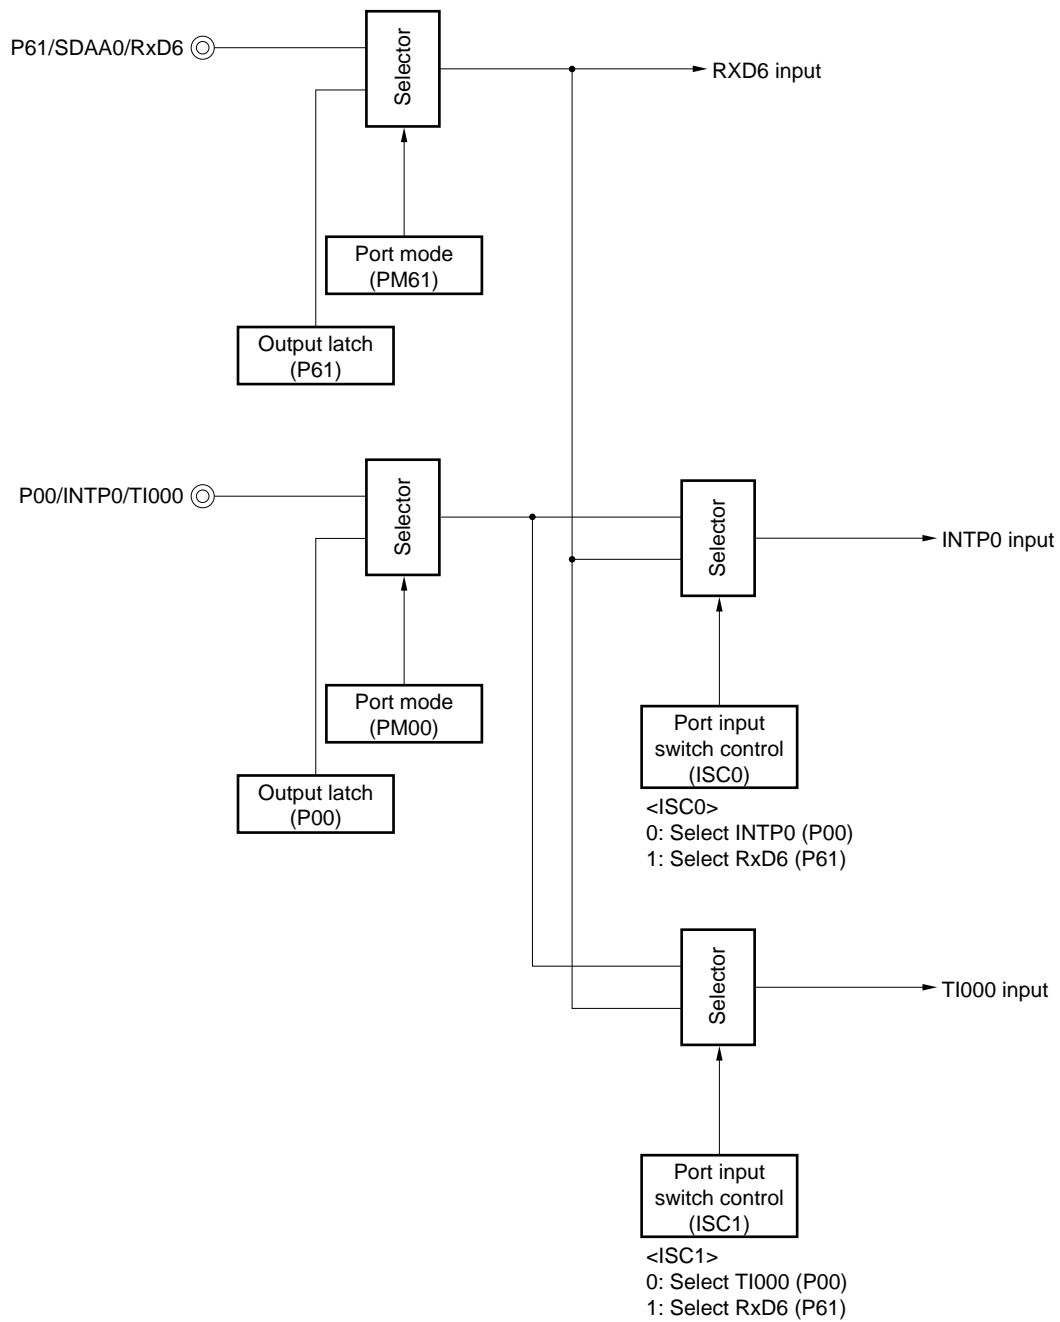 P61/SDAA0/RxD6
Selector
RXD6 input
Port mode
(PM61)
Output latch
(P61)
P00/INTP0/TI000
Selector
Selector
INTP0 input
Port mode
(PM00)
Output latch
(P00)
Port input
switch control
(ISC0)
<ISC0>
0: Select INTP0 (P00)
1: Select RxD6 (P61)
Selector
TI000 input
Port input
switch control
(ISC1)
<ISC1>
0: Select TI000 (P00)
1: Select RxD6 (P61)